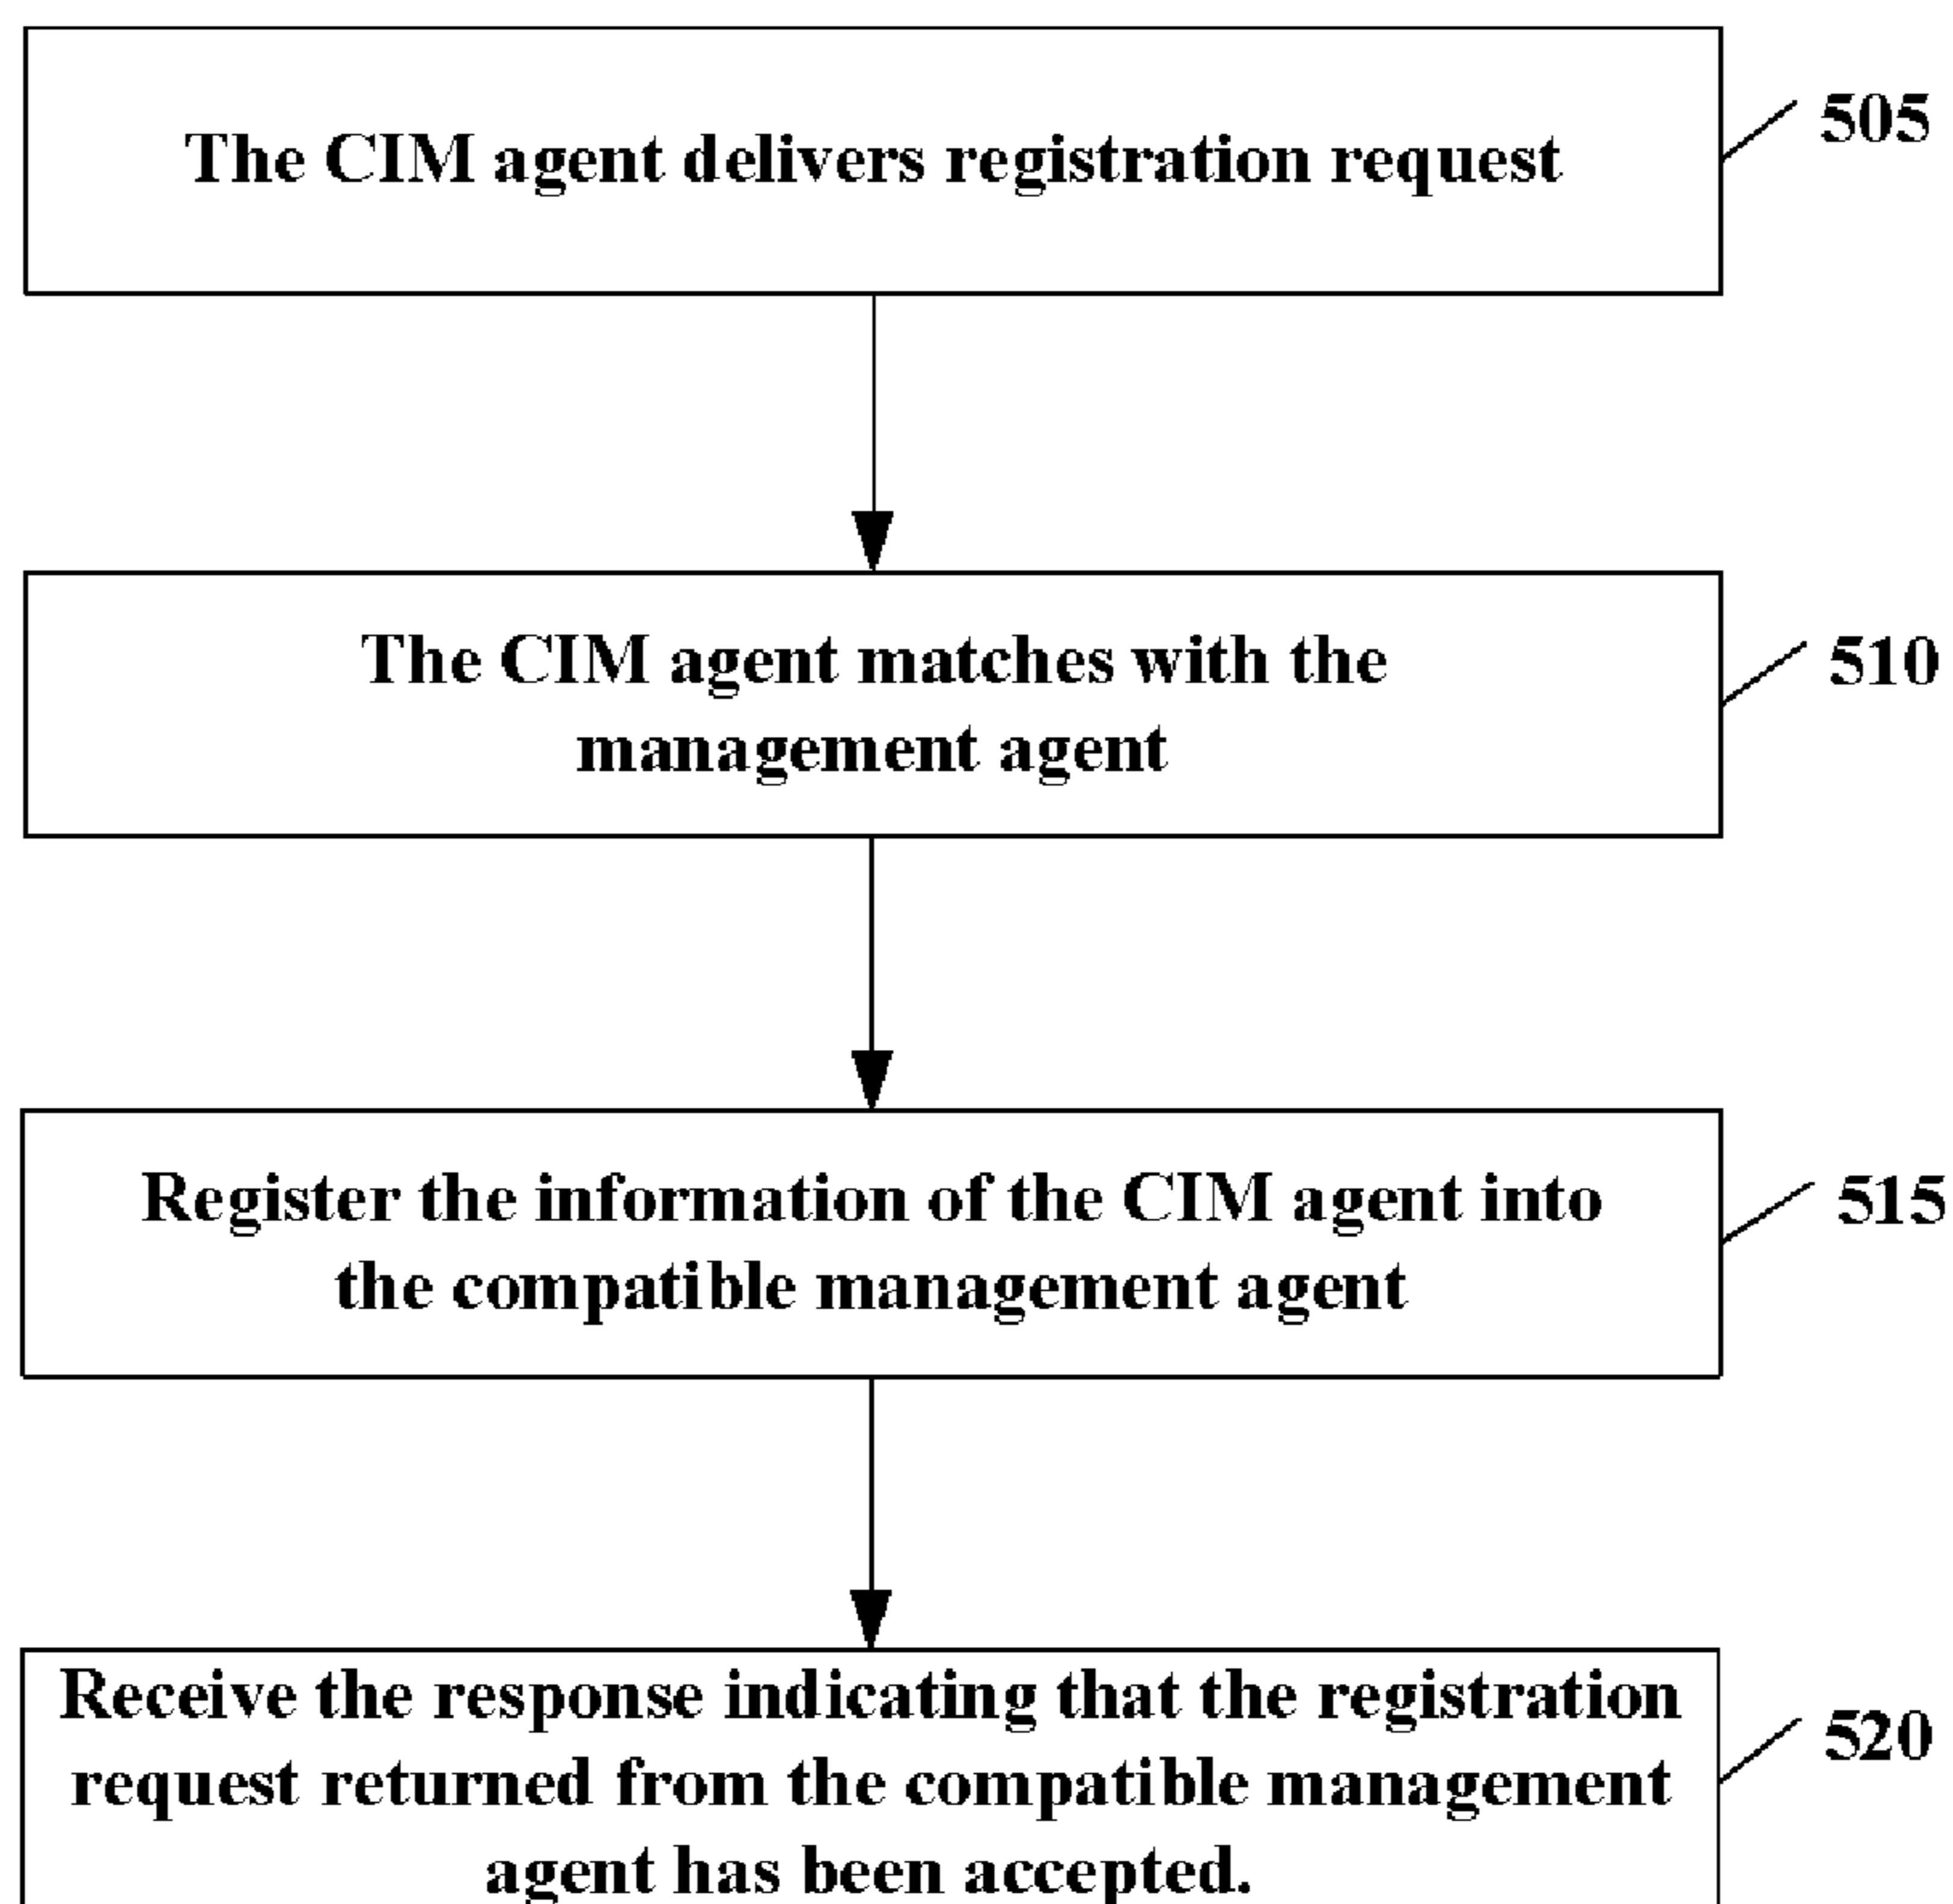 The CIM agent delivers registration request
505
The CIM agent matches with the
management agent
510
Register the information of the CIM agent into
the compatible management agent
515
Receive the response indicating that the registration
request returned from the compatible management
agent has been accepted.
520